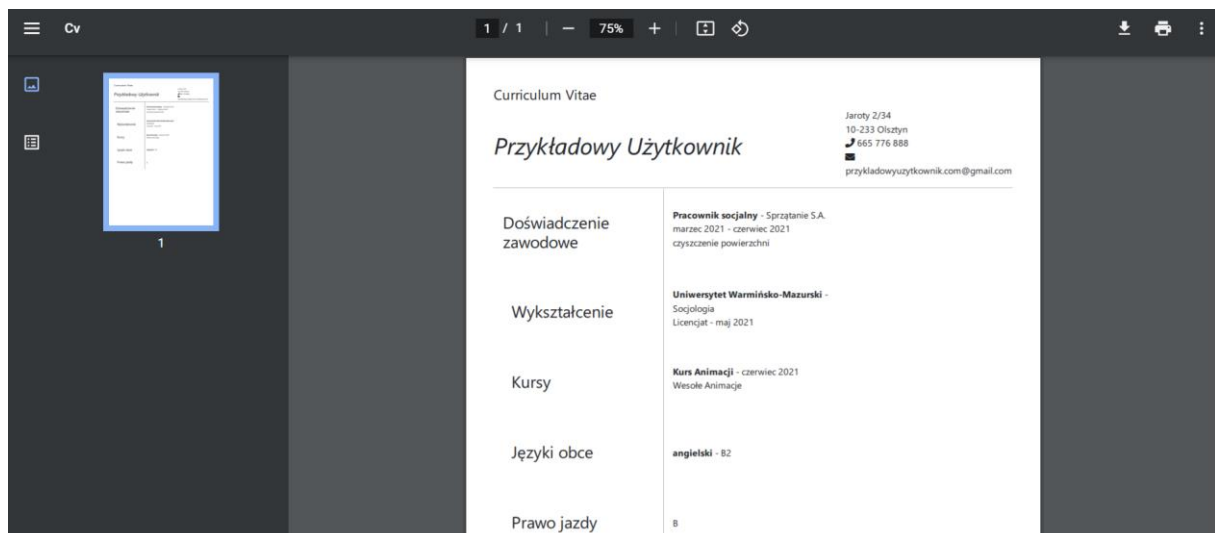 Cv
1 / 1
75%
1
Curriculum Vitae
Przykładowy Użytkownik
Jaroty 2/34
10-233 Olsztyn
665 776 888
przykladowyuzytkownik.com@gmail.com
Doświadczenie
zawodowe
Pracownik socjalny - Sprzątanie S.A.
marzec 2021 - czerwiec 2021
czyszczenie powierzchni
Wykształcenie
Uniwersytet Warmińsko-Mazurski -
Socjologia
Licencjat - maj 2021
Kursy
Kurs Animacji - czerwiec 2021
Wesołe Animacje
Języki obce
angielski - B2
Prawo jazdy
B